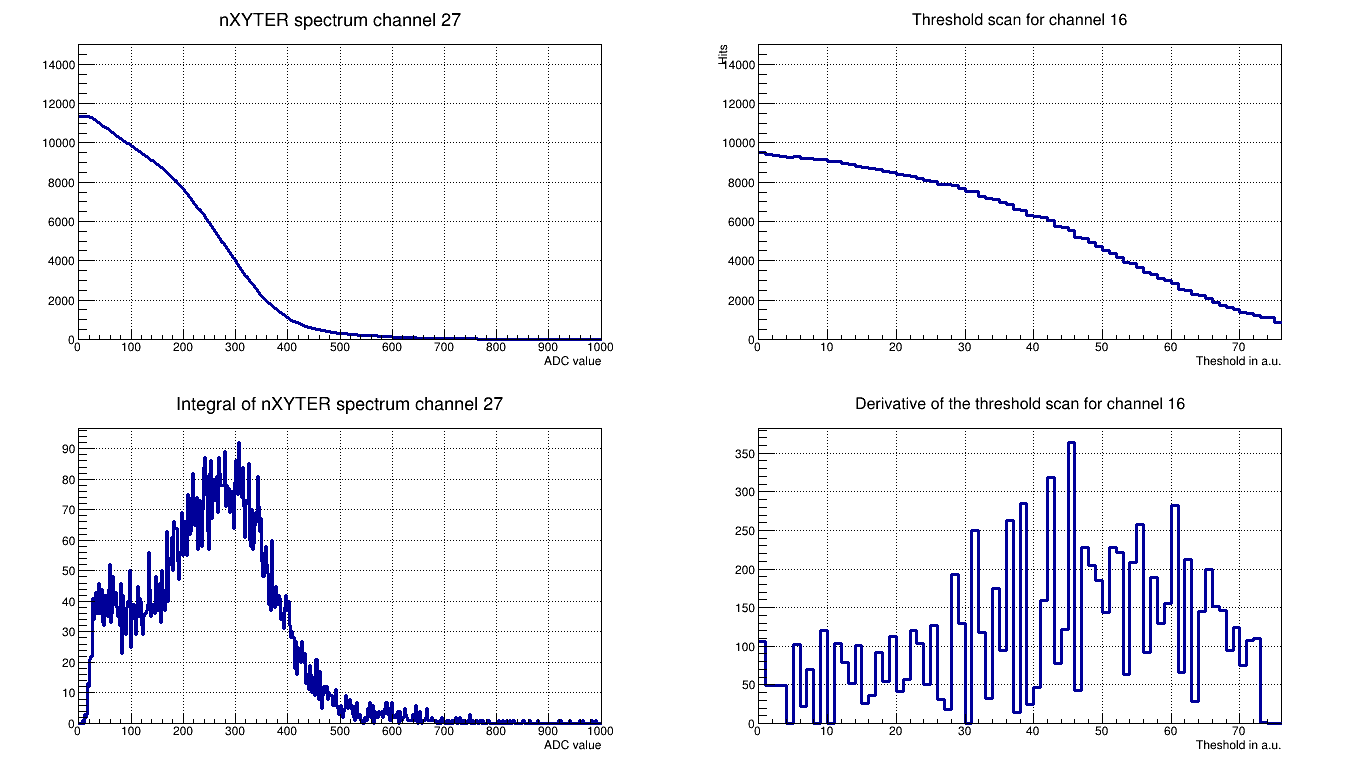 nXYTER spectrum channel 27
14000
12000
10000
8000
6000
4000
2000
0
0 100 200 300 400 500 600 700 800 900 1000
ADC value
Threshold scan for channel 16
Hits
14000
12000
10000
8000
6000
4000
2000
0
0 10 20 30 40 50 60 70
Theshold in a.u.
Integral of nXYTER spectrum channel 27
90
80
70
60
50
40
30
20
10
0
0 100 200 300 400 500 600 700 800 900 1000
ADC value
Derivative of the threshold scan for channel 16
350
300
250
200
150
100
50
0
0 10 20 30 40 50 60 70
Theshold in a.u.